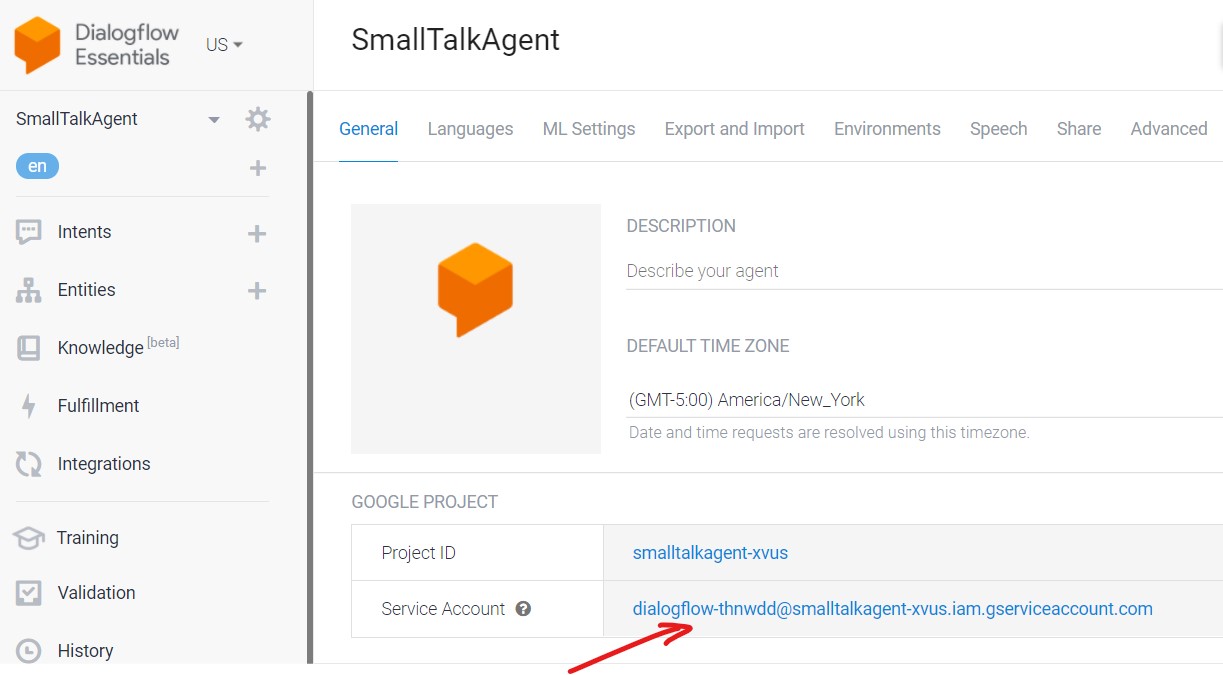 Dialogflow
Essentials
US
SmallTalkAgent
SmallTalkAgent
en
General Languages ML Settings Export and Import Environments Speech Share Advanced
Intents
Entities
Knowledge [beta]
Fulfillment
Integrations
Training
Validation
History
DESCRIPTION
Describe your agent
DEFAULT TIME ZONE
(GMT-5:00) America/New_York
Date and time requests are resolved using this timezone.
GOOGLE PROJECT
Project ID smalltalkagent-xvus
Service Account ? dialogflow-thnwdd@smalltalkagent-xvus.iam.gserviceaccount.com